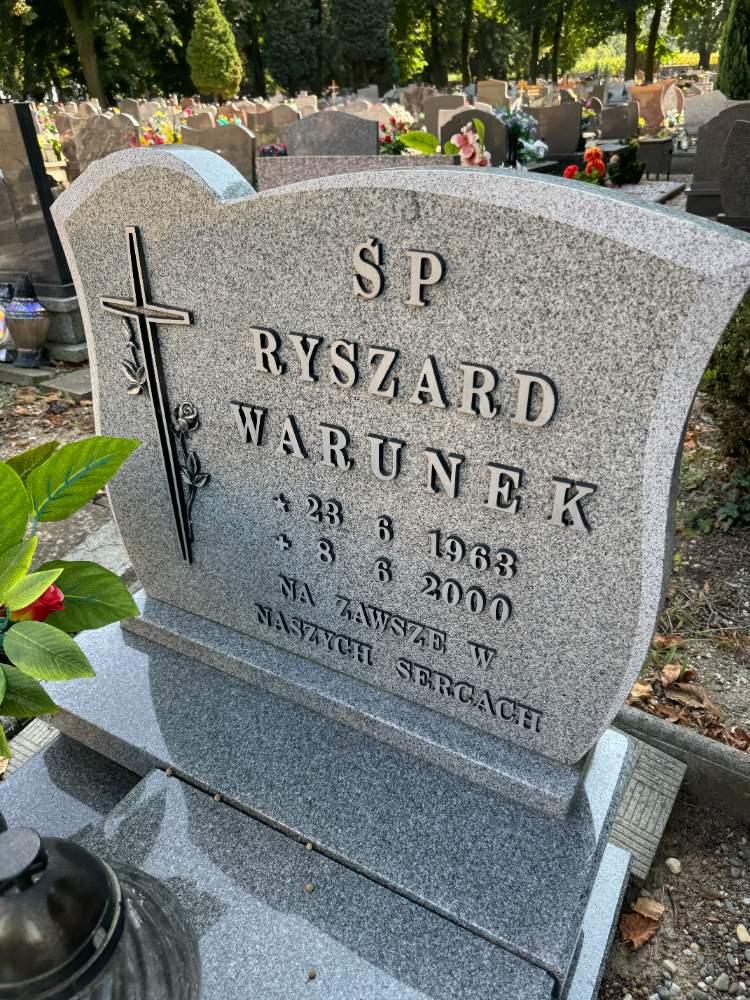 ŚP
RYSZARD
WARUNEK
+ 23 6 1963
+ 8 6 2000
NA ZAWSZE W
NASZYCH SERCACH